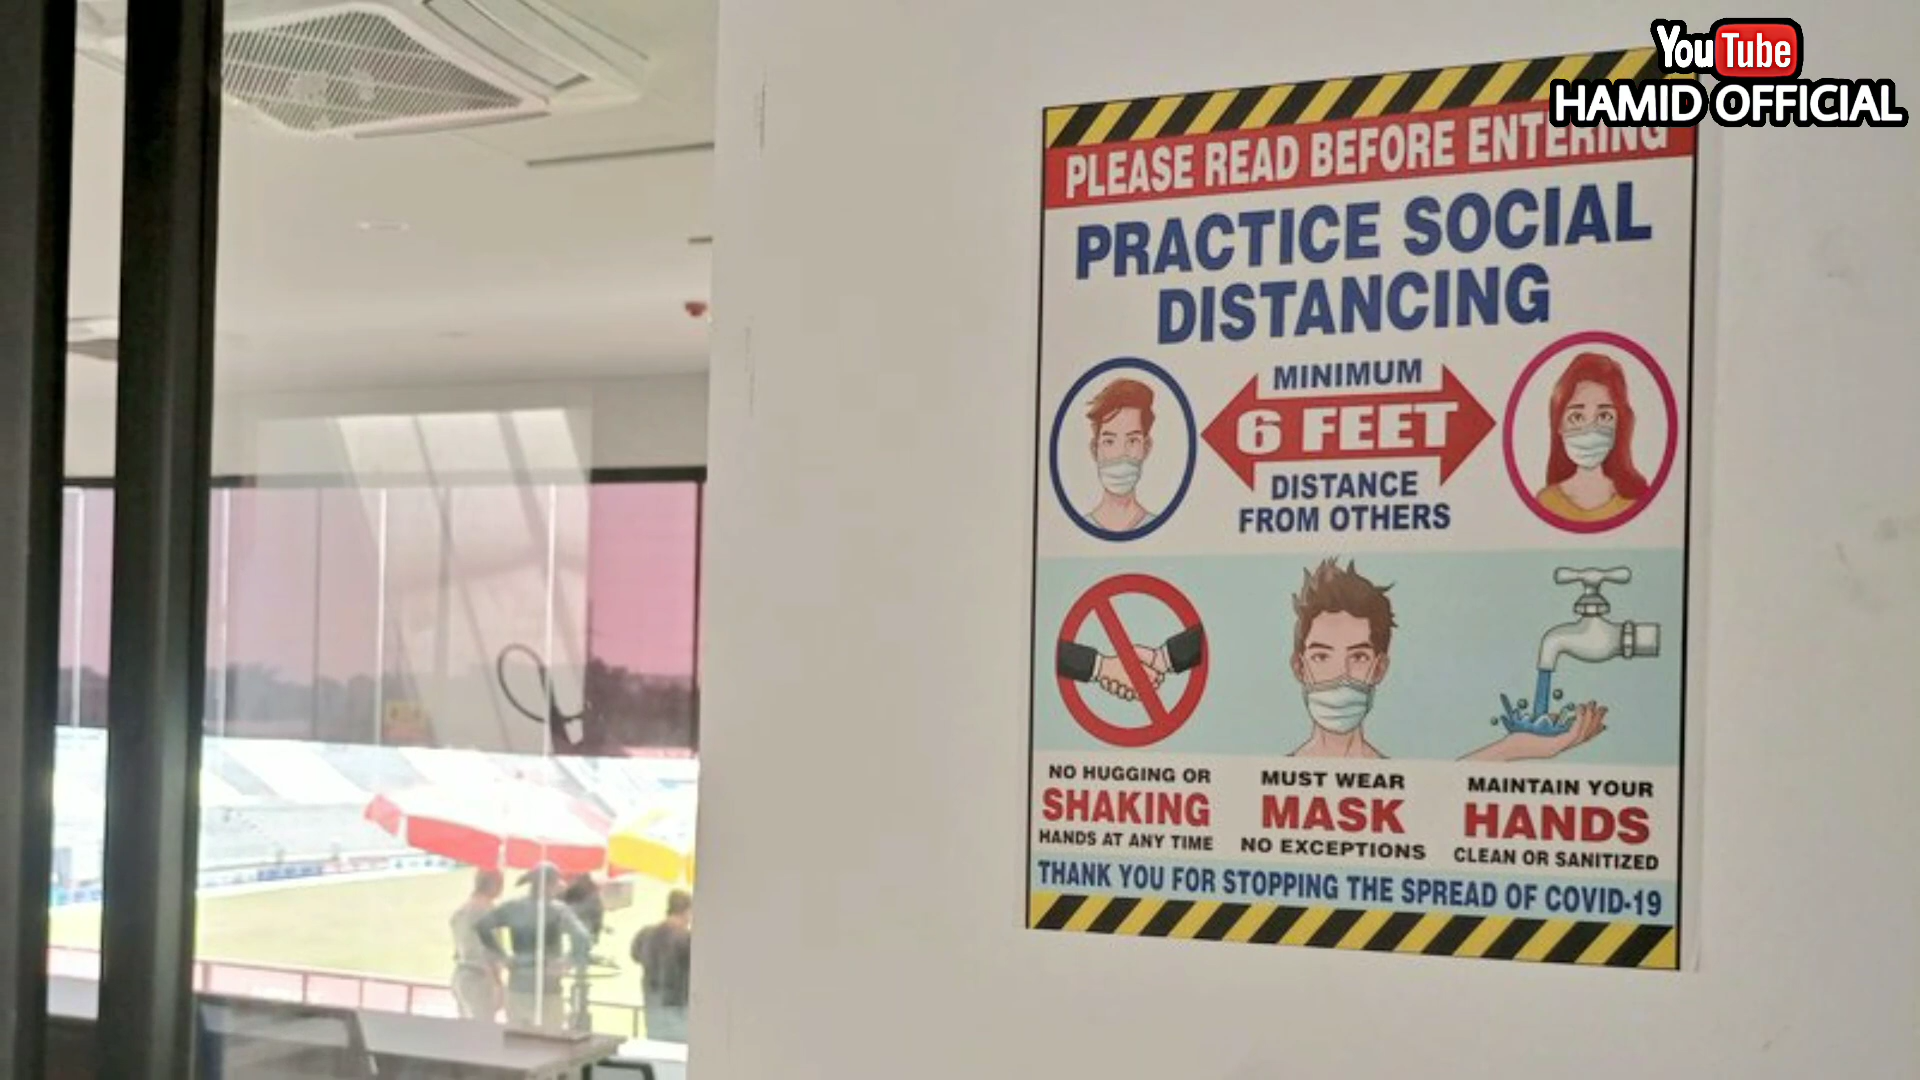 YouTube
HAMID OFFICIAL
PLEASE READ BEFORE ENTERING
PRACTICE SOCIAL
DISTANCING
MINIMUM
6 FEET
DISTANCE
FROM OTHERS
NO HUGGING OR
SHAKING
HANDS AT ANY TIME
MUST WEAR
MASK
NO EXCEPTIONS
MAINTAIN YOUR
HANDS
CLEAN OR SANITIZED
THANK YOU FOR STOPPING THE SPREAD OF COVID-19